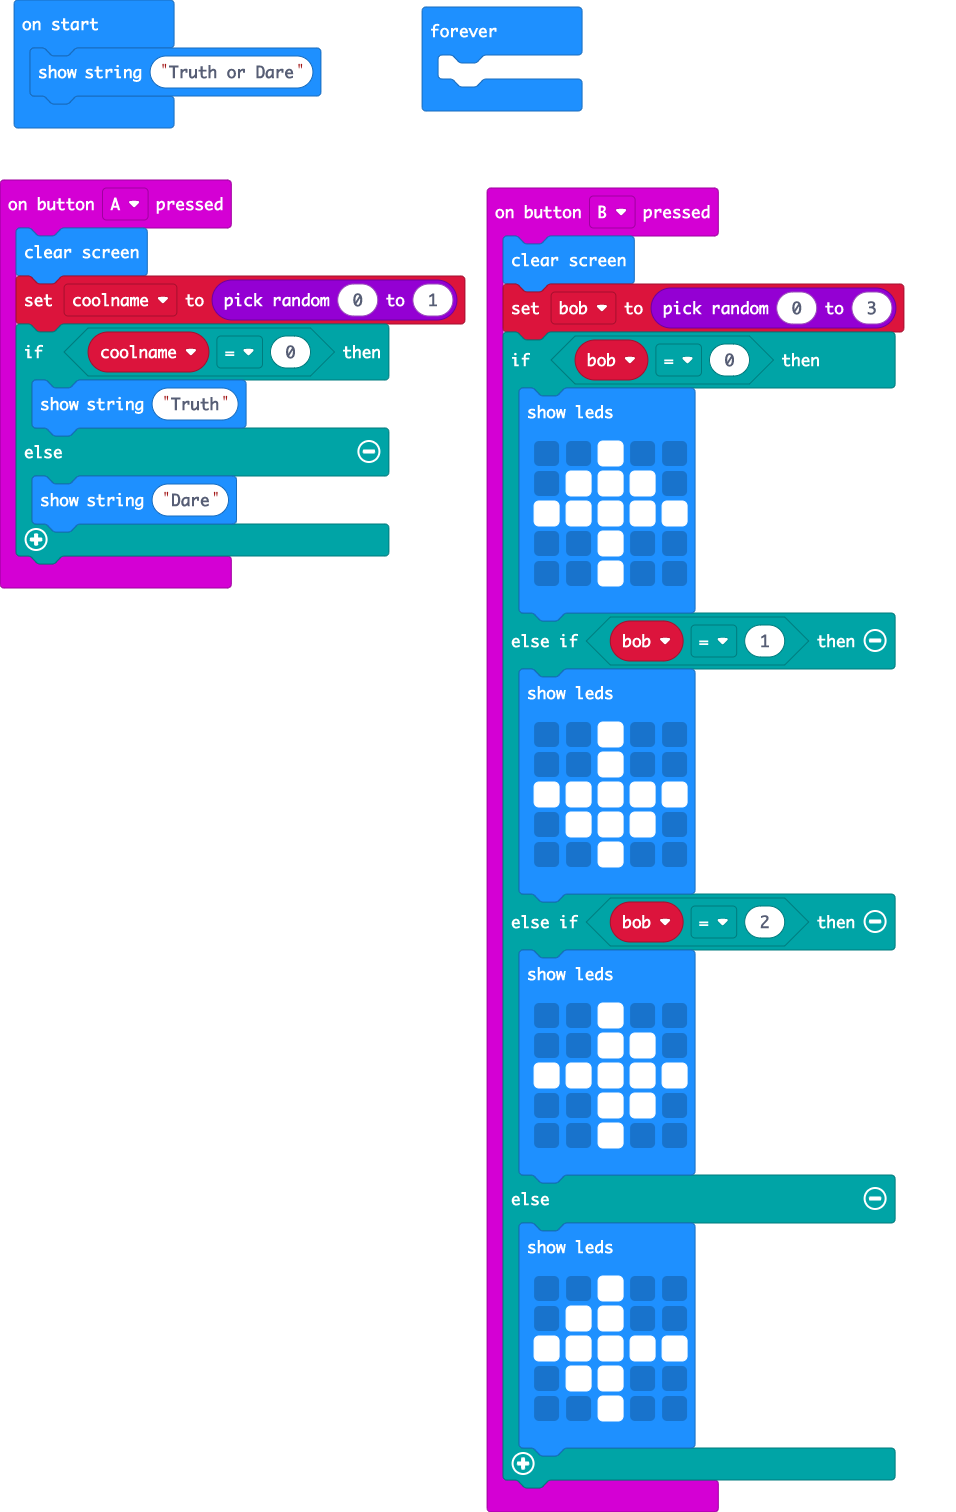 on start
show string "Truth or Dare"
forever
on button A pressed
clear screen
set coolname to pick random 0 to 1
if coolname = 0 then
show string "Truth"
else
show string "Dare"
on button B pressed
clear screen
set bob to pick random 0 to 3
if bob = 0 then
show leds
else if bob = 1 then
show leds
else if bob = 2 then
show leds
else
show leds